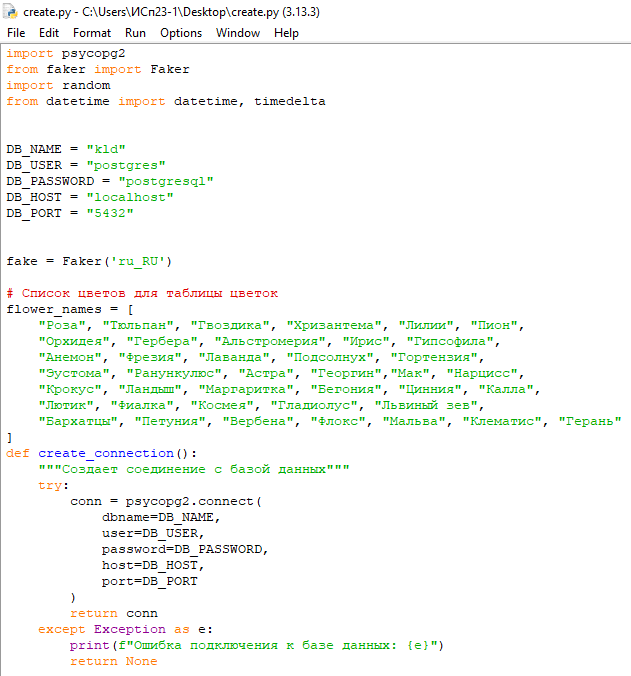 create.py - C:\Users\ИСп23-1\Desktop\create.py (3.13.3)
File Edit Format Run Options Window Help
import psycopg2
from faker import Faker
import random
from datetime import datetime, timedelta
DB_NAME = "kld"
DB_USER = "postgres"
DB_PASSWORD = "postgresql"
DB_HOST = "localhost"
DB_PORT = "5432"
fake = Faker('ru_RU')
# Список цветов для таблицы цветок
flower_names = [
    "Роза", "Тюльпан", "Гвоздика", "Хризантема", "Лилии", "Пион",
    "Орхидея", "Гербера", "Альстромерия", "Ирис", "Гипсофила",
    "Анемон", "Фрезия", "Лаванда", "Подсолнух", "Гортензия",
    "Эустома", "Ранункулюс", "Астра", "Георгин","Мак", "Нарцисс",
    "Крокус", "Ландыш", "Маргаритка", "Бегония", "Цинния", "Калла",
    "Лютик", "Фиалка", "Космея", "Гладиолус", "Львиный зев",
    "Бархатцы", "Петуния", "Вербена", "Флокс", "Мальва", "Клематис", "Герань"
]
def create_connection():
    """Создает соединение с базой данных"""
    try:
        conn = psycopg2.connect(
            dbname=DB_NAME,
            user=DB_USER,
            password=DB_PASSWORD,
            host=DB_HOST,
            port=DB_PORT
        )
        return conn
    except Exception as e:
        print(f"Ошибка подключения к базе данных: {e}")
        return None